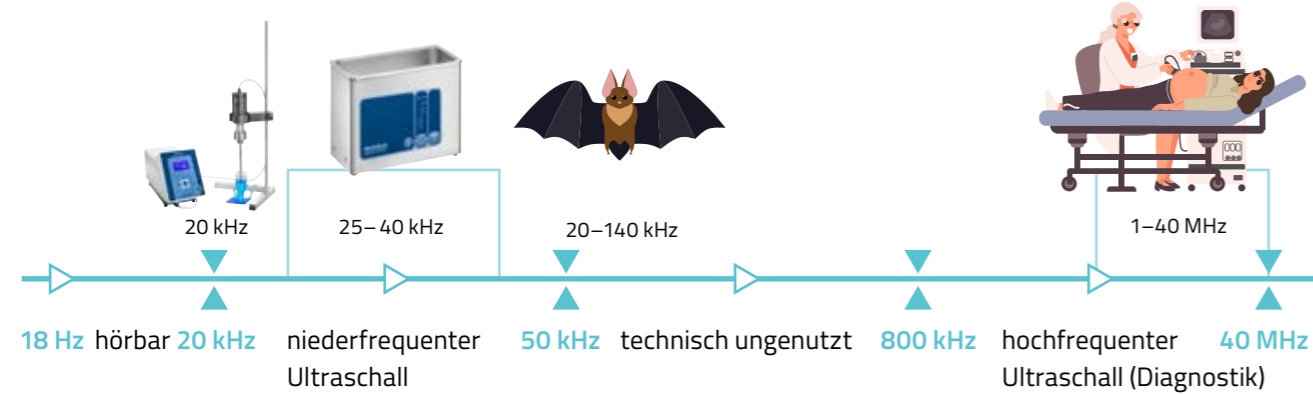 20 kHz
25–40 kHz
20–140 kHz
1–40 MHz
18 Hz hörbar 20 kHz niederfrequenter 50 kHz technisch ungenutzt 800 kHz hochfrequenter 40 MHz
Ultraschall
Ultraschall (Diagnostik)